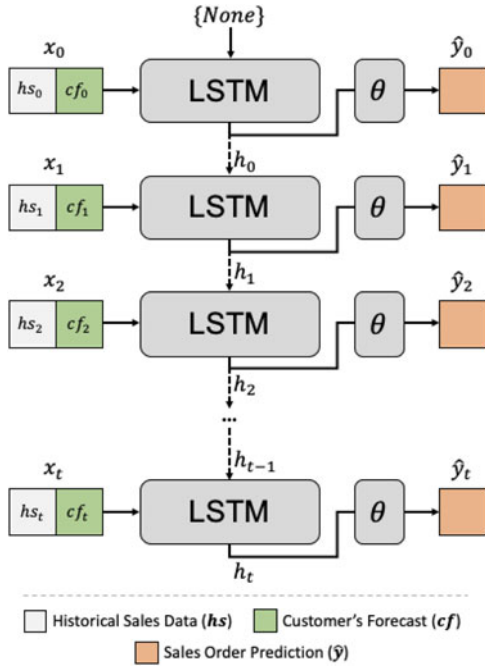 {None}
x₀ ŷ₀
hs₀ cf₀ LSTM θ
h₀
x₁ ŷ₁
hs₁ cf₁ LSTM θ
h₁
x₂ ŷ₂
hs₂ cf₂ LSTM θ
h₂
...
hₜ₋₁
xₜ ŷₜ
hsₜ cfₜ LSTM θ
hₜ
Historical Sales Data (hs) Customer's Forecast (cf)
Sales Order Prediction (ŷ)